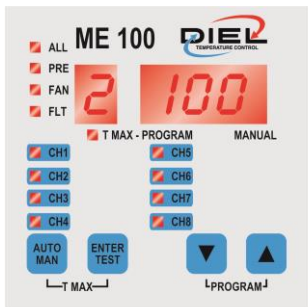 ALL ME 100 DIEL
TEMPERATURE CONTROL
PRE
FAN
FLT
2 100
T MAX - PROGRAM MANUAL
CH1 CH5
CH2 CH6
CH3 CH7
CH4 CH8
AUTO MAN ENTER TEST ▼ ▲
T MAX PROGRAM